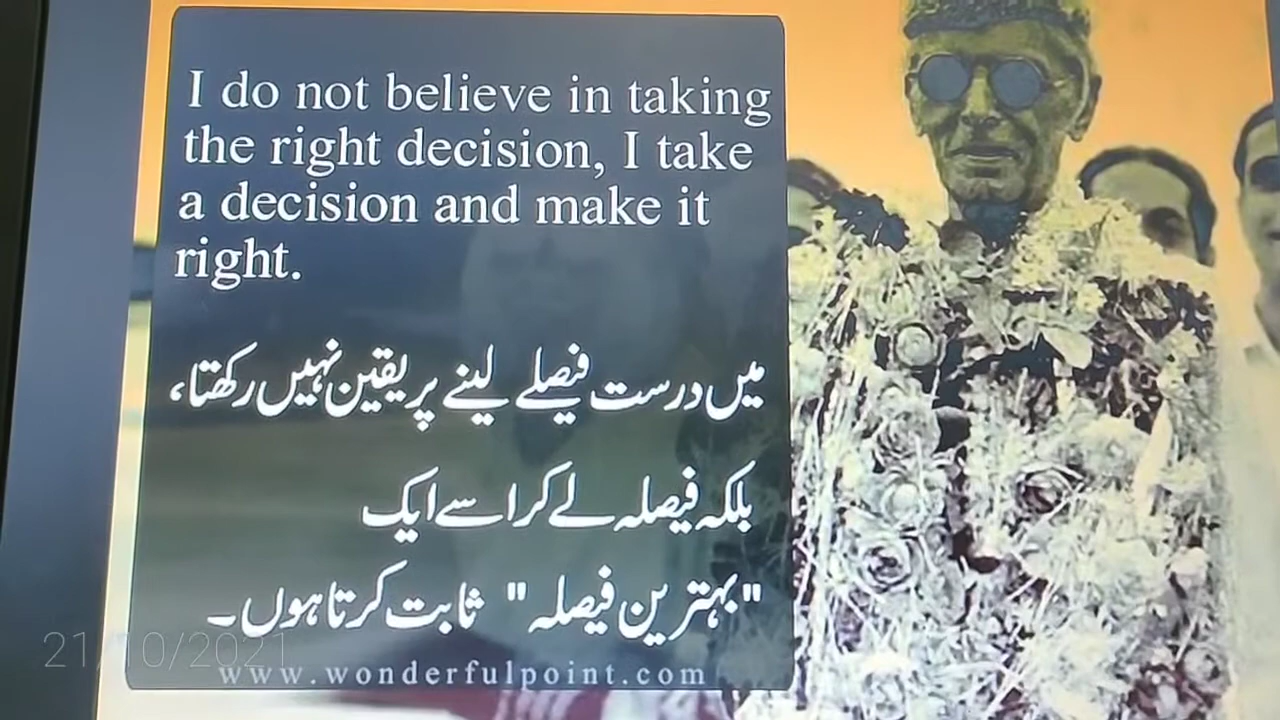 I do not believe in taking
the right decision, I take
a decision and make it
right.
میں درست فیصلے لینے پر یقین نہیں رکھتا،
بلکہ فیصلہ لے کر اسے ایک
"بہترین فیصلہ" ثابت کرتا ہوں۔
21/10/2021
www.wonderfulpoint.com